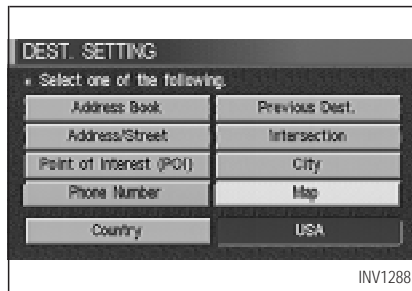 DEST. SETTING
Select one of the following.
Address Book Previous Dest.
Address/Street Intersection
Point of Interest (POI) City
Phone Number Map
Country USA
INV1288